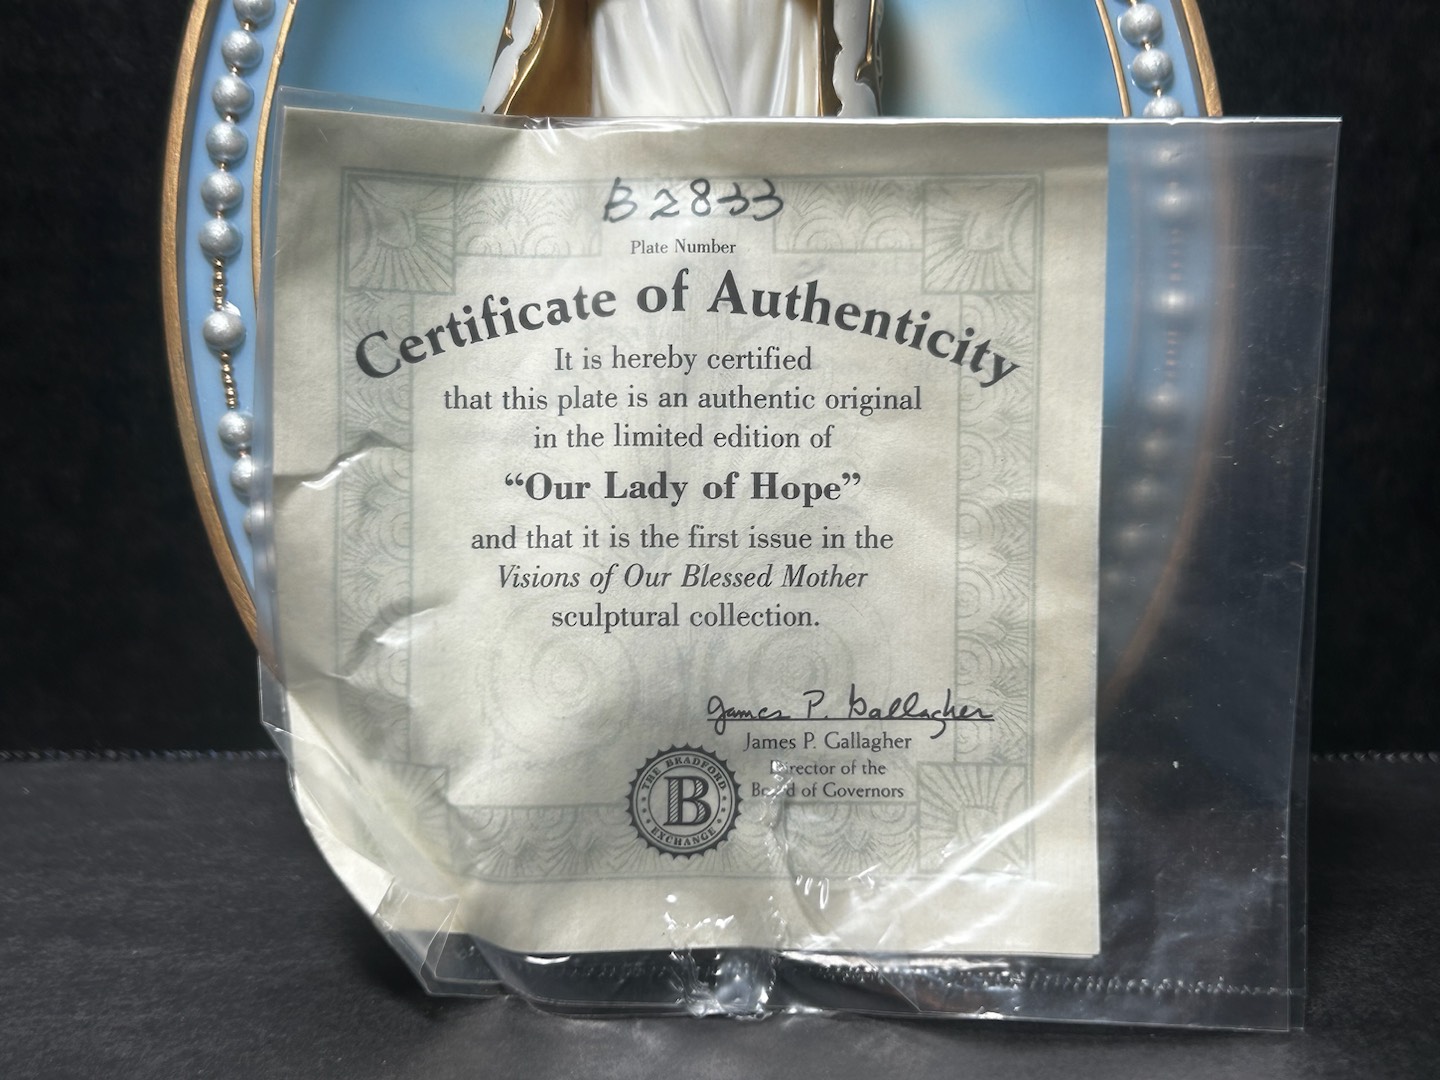 B2833
Plate Number
Certificate of Authenticity
It is hereby certified
that this plate is an authentic original
in the limited edition of
“Our Lady of Hope”
and that it is the first issue in the
Visions of Our Blessed Mother
sculptural collection.
James P. Gallagher
James P. Gallagher
Director of the
Board of Governors
THE BRADFORD
B
EXCHANGE